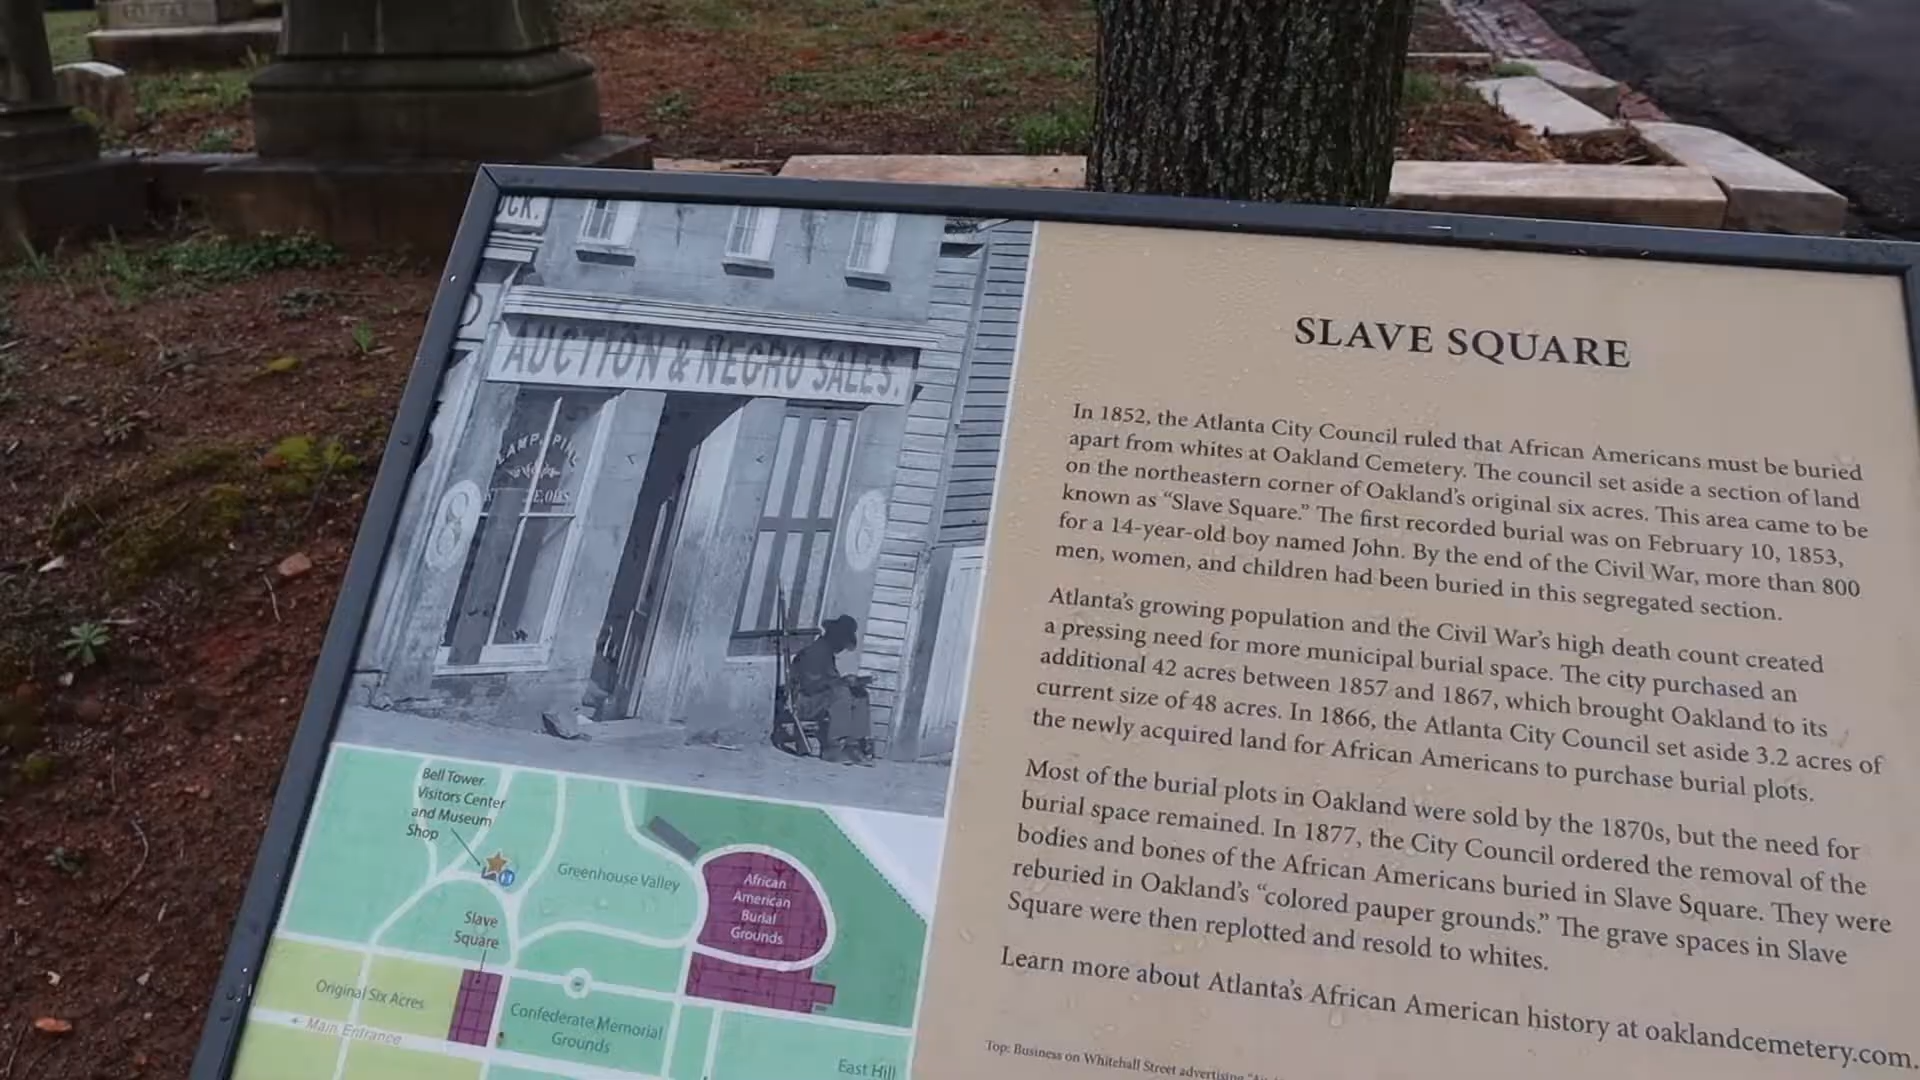 OCK.
AUCTION & NEGRO SALES.
SLAVE SQUARE
In 1852, the Atlanta City Council ruled that African Americans must be buried
apart from whites at Oakland Cemetery. The council set aside a section of land
on the northeastern corner of Oakland's original six acres. This area came to be
known as “Slave Square.” The first recorded burial was on February 10, 1853,
for a 14-year-old boy named John. By the end of the Civil War, more than 800
men, women, and children had been buried in this segregated section.
Atlanta's growing population and the Civil War's high death count created
a pressing need for more municipal burial space. The city purchased an
additional 42 acres between 1857 and 1867, which brought Oakland to its
current size of 48 acres. In 1866, the Atlanta City Council set aside 3.2 acres of
the newly acquired land for African Americans to purchase burial plots.
Most of the burial plots in Oakland were sold by the 1870s, but the need for
burial space remained. In 1877, the City Council ordered the removal of the
bodies and bones of the African Americans buried in Slave Square. They were
reburied in Oakland's “colored pauper grounds.” The grave spaces in Slave
Square were then replotted and resold to whites.
Learn more about Atlanta's African American history at oaklandcemetery.com.
Top: Business on Whitehall Street advertising
Bell Tower
Visitors Center
and Museum
Shop
Greenhouse Valley
African
American
Burial
Grounds
Slave
Square
Original Six Acres
Main Entrance
Confederate Memorial
Grounds
East Hill